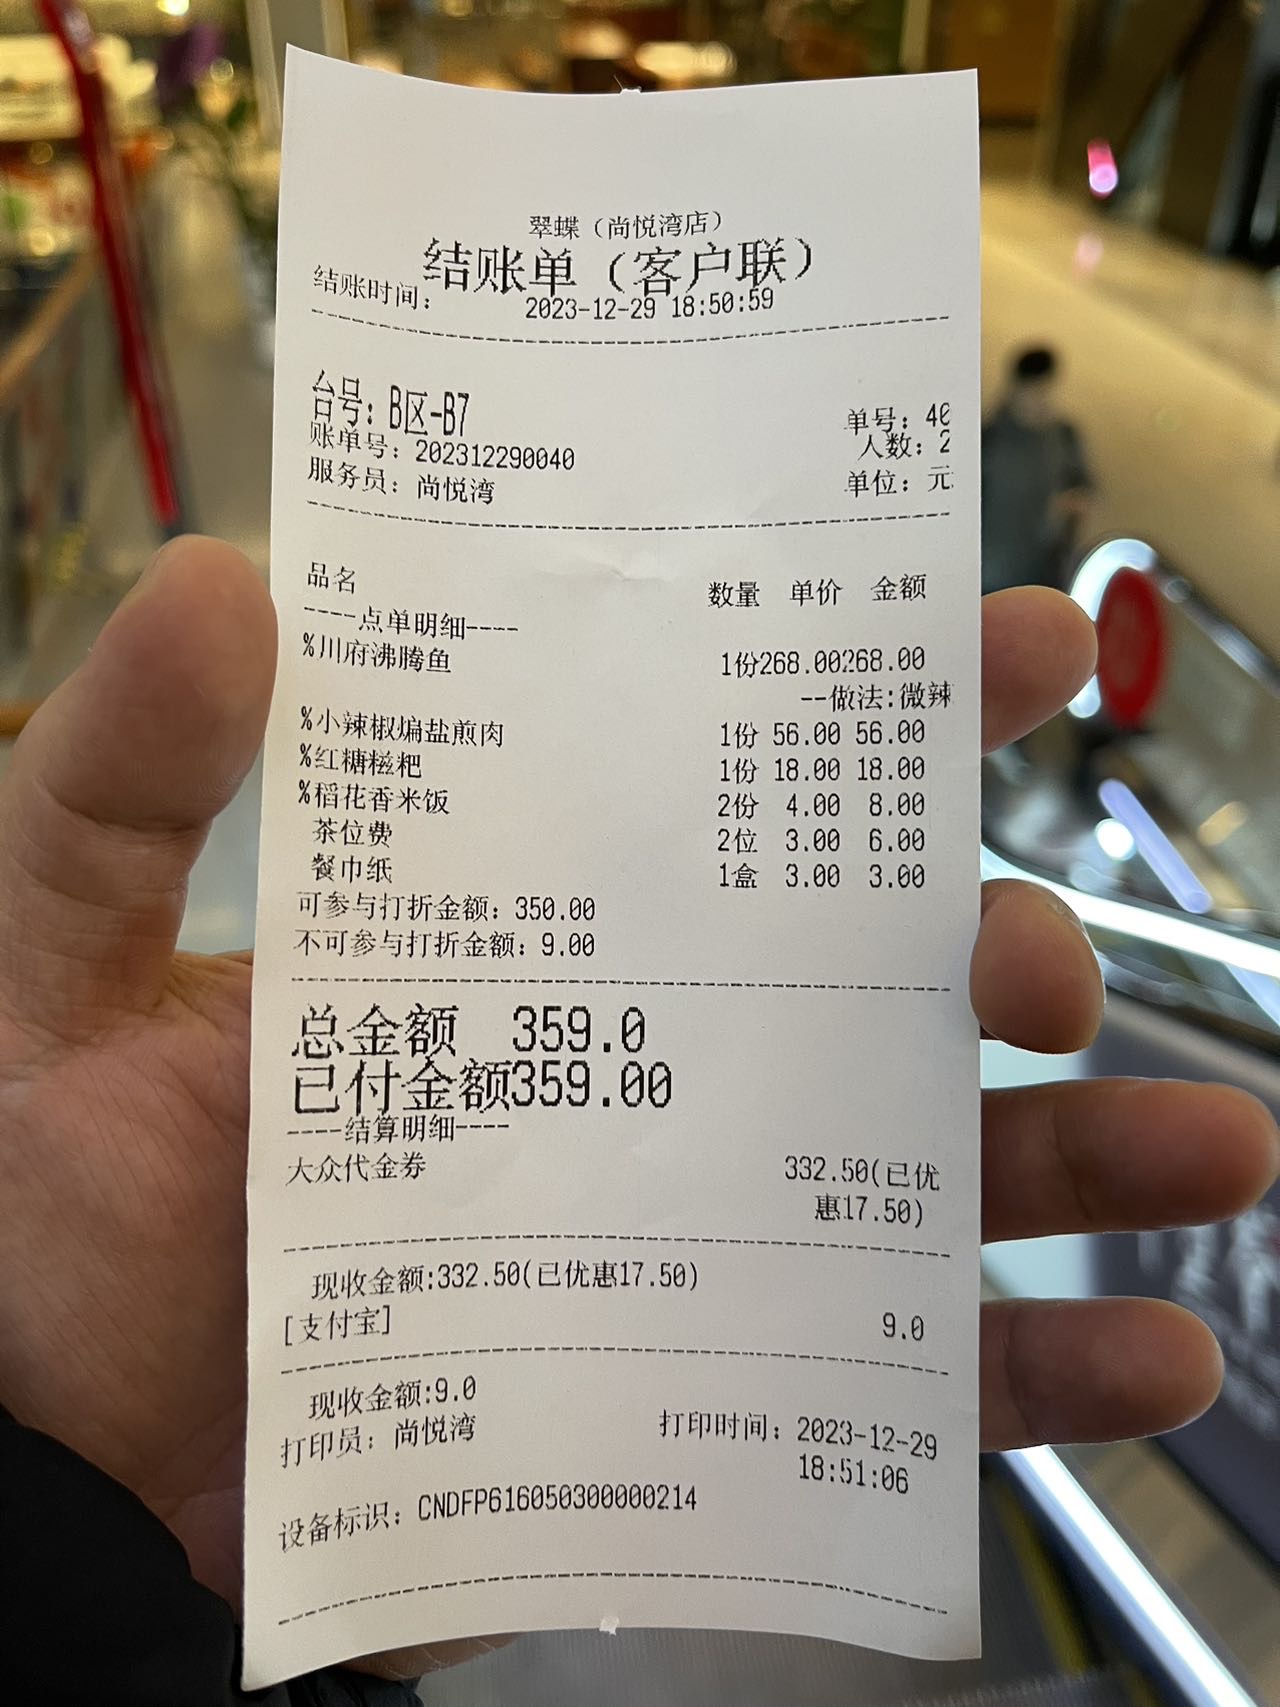 翠蝶（尚悦湾店）
结账单（客户联）
结账时间： 2023-12-29 18:50:59
台号：B区-B7
单号：40
账单号：202312290040
人数：2
服务员：尚悦湾
单位：元
品名 数量 单价 金额
----点单明细----
%川府沸腾鱼 1份268.00268.00
--做法:微辣
%小辣椒煸盐煎肉 1份 56.00 56.00
%红糖糍粑 1份 18.00 18.00
%稻花香米饭 2份 4.00 8.00
茶位费 2位 3.00 6.00
餐巾纸 1盒 3.00 3.00
可参与打折金额：350.00
不可参与打折金额：9.00
总金额 359.0
已付金额359.00
----结算明细----
大众代金券 332.50(已优
惠17.50)
现收金额:332.50(已优惠17.50)
[支付宝] 9.0
现收金额:9.0
打印员：尚悦湾 打印时间：2023-12-29
18:51:06
设备标识：CNDFP616050300000214